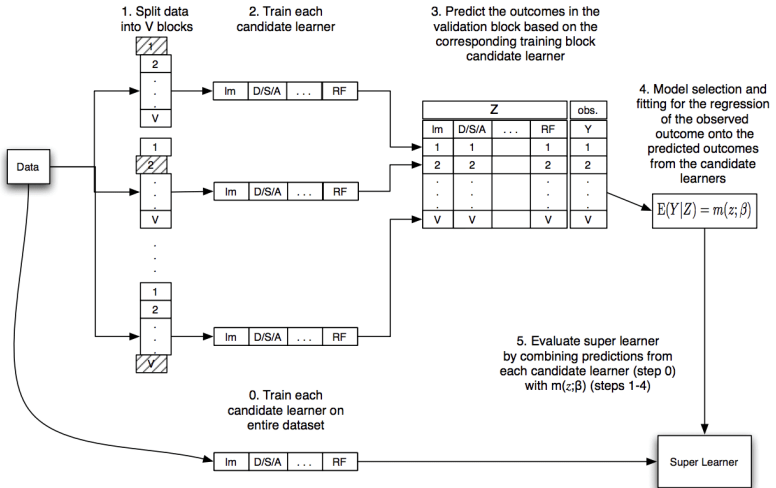 1. Split data
into V blocks
2. Train each
candidate learner
3. Predict the outcomes in the
validation block based on the
corresponding training block
candidate learner
4. Model selection and
fitting for the regression
of the observed
outcome onto the
predicted outcomes
from the candidate
learners
Data
1
2
.
.
.
V
lm D/S/A . . . RF
1
2
.
.
.
V
lm D/S/A . . . RF
.
.
.
1
2
.
.
.
V
lm D/S/A . . . RF
Z obs.
lm D/S/A . . . RF Y
1 1 1 1
2 2 2 2
. . . .
. . . .
. . . .
V V V V
E(Y|Z) = m(z; β)
5. Evaluate super learner
by combining predictions from
each candidate learner (step 0)
with m(z;β) (steps 1-4)
0. Train each
candidate learner on
entire dataset
lm D/S/A . . . RF
Super Learner